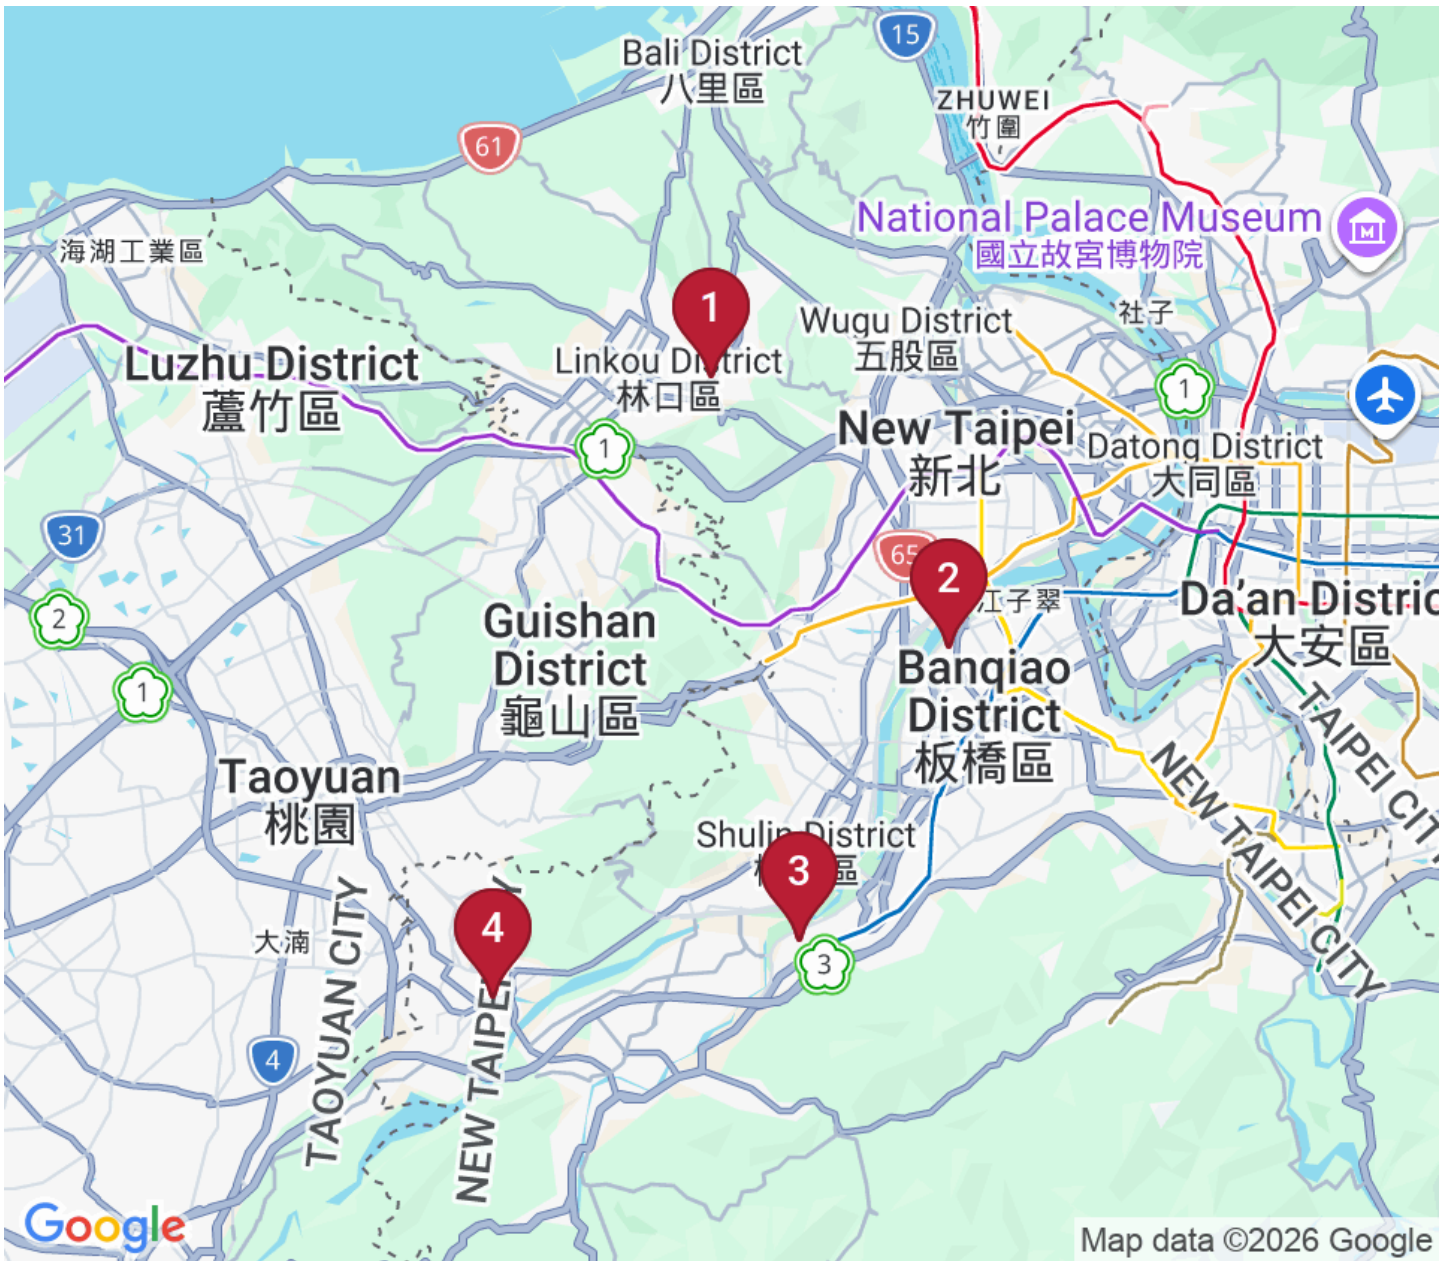 Bali District
八里區
15
ZHUWEI
竹圍
61
National Palace Museum
國立故宮博物院
海湖工業區
1
社子
Wugu District
五股區
Linkou District
林口區
Luzhu District
蘆竹區
1
New Taipei
新北
Datong District
大同區
1
31
65
2
江子翠
Da'an Distric
大安區
2
Guishan
District
龜山區
Banqiao
District
板橋區
1
TAIPEI CITY
NEW TAIPEI CITY
Taoyuan
桃園
Shulin District
區
3
4
大湳
3
TAOYUAN CITY
NEW TAIPEI
4
Google
Map data ©2026 Google